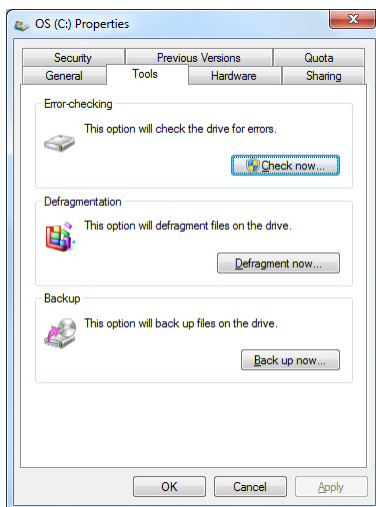 OS (C:) Properties
Security Previous Versions Quota
General Tools Hardware Sharing
Error-checking
This option will check the drive for errors.
Check now...
Defragmentation
This option will defragment files on the drive.
Defragment now...
Backup
This option will back up files on the drive.
Back up now...
OK Cancel Apply